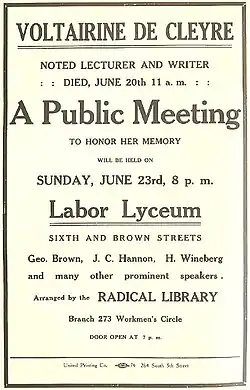 VOLTAIRINE DE CLEYRE
NOTED LECTURER AND WRITER
: : DIED, JUNE 20th 11 a. m. : :
A Public Meeting
TO HONOR HER MEMORY
WILL BE HELD ON
SUNDAY, JUNE 23rd, 8 p. m.
Labor Lyceum
SIXTH AND BROWN STREETS
Geo. Brown, J. C. Hannon, H. Wineberg
and many other prominent speakers.
Arranged by the RADICAL LIBRARY
Branch 273 Workmen's Circle
DOOR OPEN AT 7 p. m.
United Printing Co. 76 264 South 5th Street